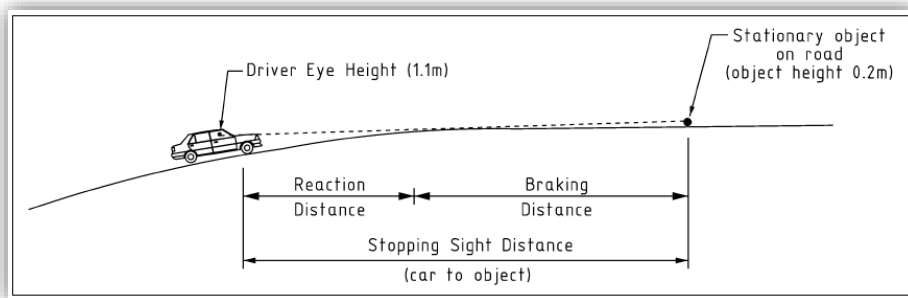 Stationary object
on road
(object height 0.2m)
Driver Eye Height (1.1m)
Reaction
Distance
Braking
Distance
Stopping Sight Distance
(car to object)